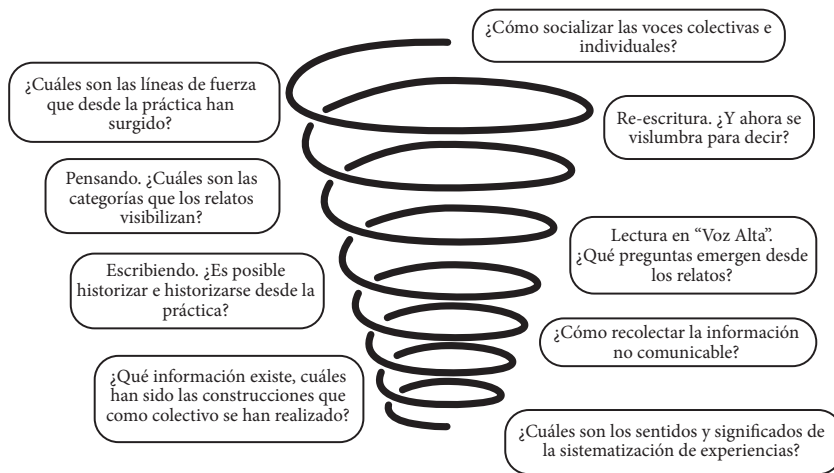 ¿Cómo socializar las voces colectivas e
individuales?
¿Cuáles son las líneas de fuerza
que desde la práctica han
surgido?
Re-escritura. ¿Y ahora se
vislumbra para decir?
Pensando. ¿Cuáles son las
categorías que los relatos
visibilizan?
Lectura en “Voz Alta”.
¿Qué preguntas emergen desde
los relatos?
Escribiendo. ¿Es posible
historizar e historizarse desde la
práctica?
¿Cómo recolectar la información
no comunicable?
¿Qué información existe, cuáles
han sido las construcciones que
como colectivo se han realizado?
¿Cuáles son los sentidos y significados de
la sistematización de experiencias?